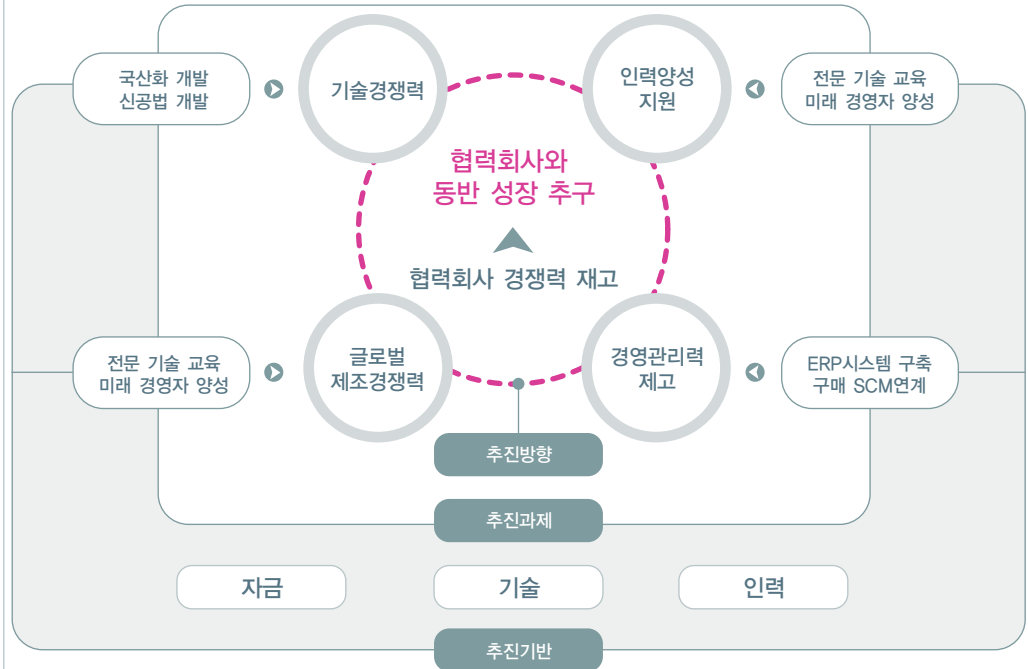 국산화 개발
신공법 개발
기술경쟁력
인력양성
지원
전문 기술 교육
미래 경영자 양성
협력회사와
동반 성장 추구
협력회사 경쟁력 재고
전문 기술 교육
미래 경영자 양성
글로벌
제조경쟁력
경영관리력
제고
ERP시스템 구축
구매 SCM연계
추진방향
추진과제
자금
기술
인력
추진기반